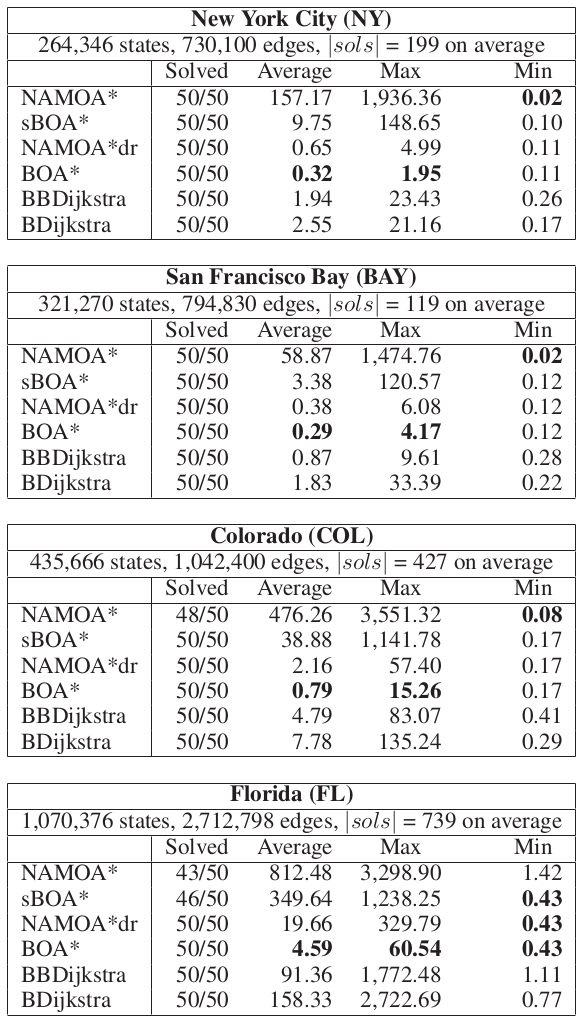 New York City (NY)
264,346 states, 730,100 edges, |sols| = 199 on average
Solved Average Max Min
NAMOA* 50/50 157.17 1,936.36 0.02
sBOA* 50/50 9.75 148.65 0.10
NAMOA*dr 50/50 0.65 4.99 0.11
BOA* 50/50 0.32 1.95 0.11
BBDijkstra 50/50 1.94 23.43 0.26
BDijkstra 50/50 2.55 21.16 0.17
San Francisco Bay (BAY)
321,270 states, 794,830 edges, |sols| = 119 on average
Solved Average Max Min
NAMOA* 50/50 58.87 1,474.76 0.02
sBOA* 50/50 3.38 120.57 0.12
NAMOA*dr 50/50 0.38 6.08 0.12
BOA* 50/50 0.29 4.17 0.12
BBDijkstra 50/50 0.87 9.61 0.28
BDijkstra 50/50 1.83 33.39 0.22
Colorado (COL)
435,666 states, 1,042,400 edges, |sols| = 427 on average
Solved Average Max Min
NAMOA* 48/50 476.26 3,551.32 0.08
sBOA* 50/50 38.88 1,141.78 0.17
NAMOA*dr 50/50 2.16 57.40 0.17
BOA* 50/50 0.79 15.26 0.17
BBDijkstra 50/50 4.79 83.07 0.41
BDijkstra 50/50 7.78 135.24 0.29
Florida (FL)
1,070,376 states, 2,712,798 edges, |sols| = 739 on average
Solved Average Max Min
NAMOA* 43/50 812.48 3,298.90 1.42
sBOA* 46/50 349.64 1,238.25 0.43
NAMOA*dr 50/50 19.66 329.79 0.43
BOA* 50/50 4.59 60.54 0.43
BBDijkstra 50/50 91.36 1,772.48 1.11
BDijkstra 50/50 158.33 2,722.69 0.77